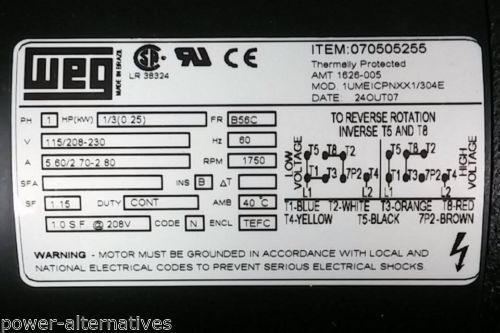 WEG
MADE IN BRAZIL
LR 38324
CE
ITEM:070505255
Thermally Protected
AMT 1626-005
MOD. 1UMEICPNXX1/304E
DATE: 24OUT07
PH 1 HP(KW) 1/3(0.25) FR B56C
V 115/208-230 Hz 60
A 5.60/2.70-2.80 RPM 1750
SFA INS B ΔT
SF 1.15 DUTY CONT AMB 40°C
1.0 S.F @ 208V CODE N ENCL TEFC
TO REVERSE ROTATION
INVERSE T5 AND T8
LOW VOLTAGE T5 T8 T2 T5 T8 T2 HIGH VOLTAGE
T1 T3 7P2 T4 T1 T3 7P2 T4
L1 L2 L1 L2
T1-BLUE T2-WHITE T3-ORANGE T8-RED
T4-YELLOW T5-BLACK 7P2-BROWN
WARNING - MOTOR MUST BE GROUNDED IN ACCORDANCE WITH LOCAL AND
NATIONAL ELECTRICAL CODES TO PREVENT SERIOUS ELECTRICAL SHOCKS.
power-alternatives